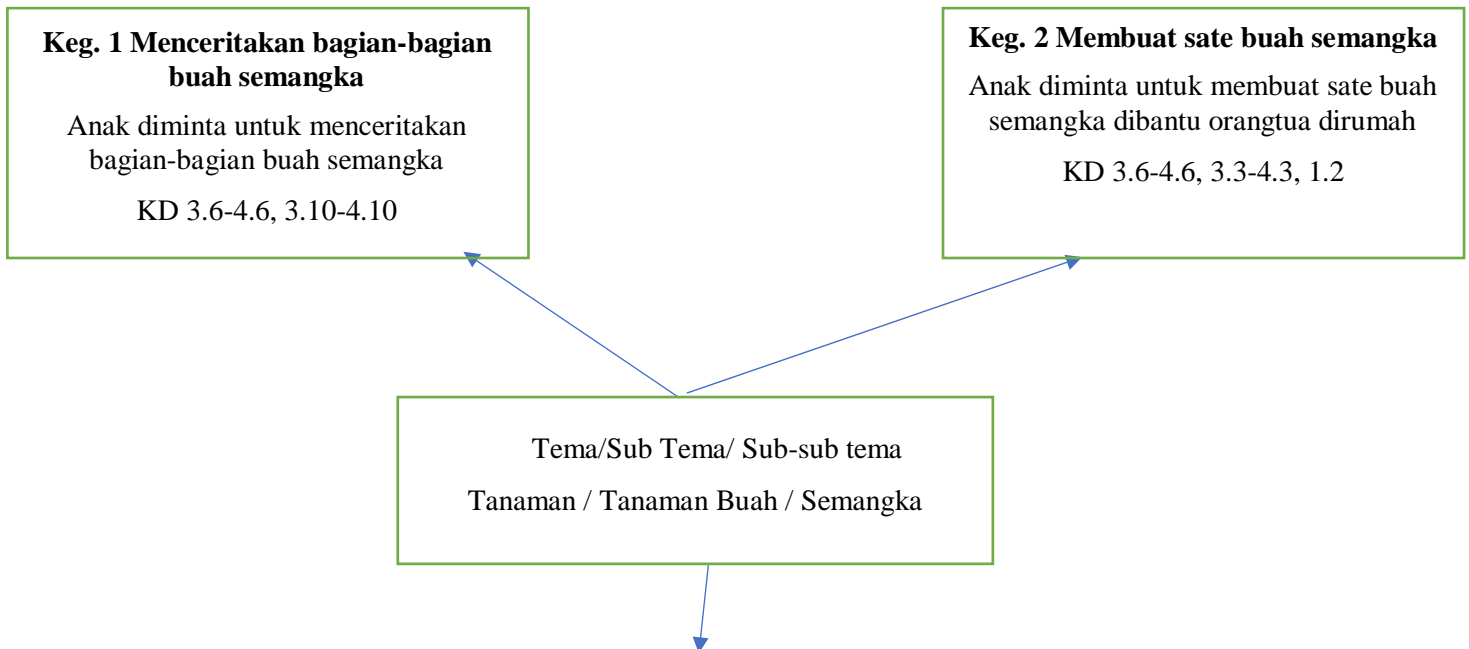 Keg. 1 Menceritakan bagian-bagian
buah semangka
Anak diminta untuk menceritakan
bagian-bagian buah semangka
KD 3.6-4.6, 3.10-4.10
Keg. 2 Membuat sate buah semangka
Anak diminta untuk membuat sate buah
semangka dibantu orangtua dirumah
KD 3.6-4.6, 3.3-4.3, 1.2
Tema/Sub Tema/ Sub-sub tema
Tanaman / Tanaman Buah / Semangka